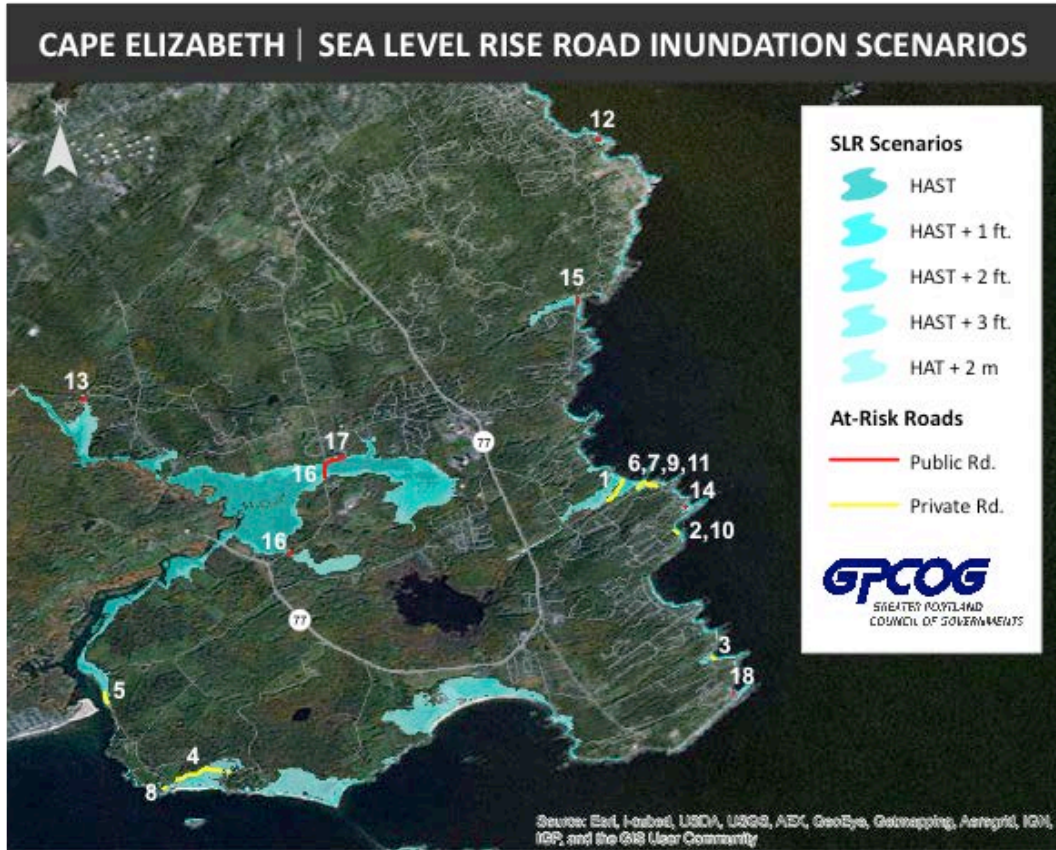 CAPE ELIZABETH | SEA LEVEL RISE ROAD INUNDATION SCENARIOS
N
12
15
13
17
16
77
6,7,9,11
1
14
2,10
16
77
3
18
5
4
8
SLR Scenarios
HAST
HAST + 1 ft.
HAST + 2 ft.
HAST + 3 ft.
HAT + 2 m
At-Risk Roads
Public Rd.
Private Rd.
GPCOG
GREATER PORTLAND
COUNCIL OF GOVERNMENTS
Source: Esri, i-cubed, USDA, USGS, AEX, GeoEye, Getmapping, Aerogrid, IGN,
IGP, and the GIS User Community